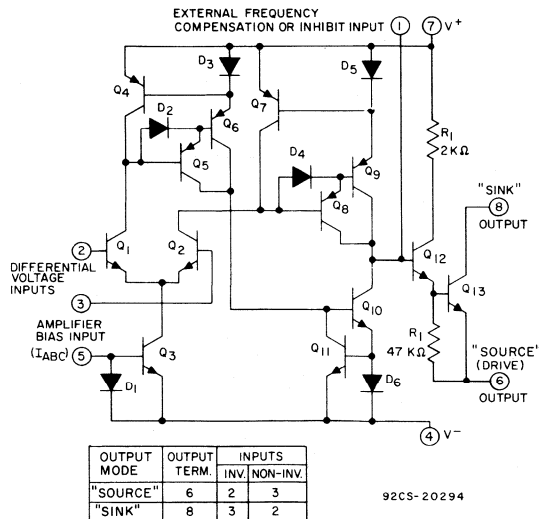 EXTERNAL FREQUENCY
COMPENSATION OR INHIBIT INPUT
1
7 V+
D3
D5
Q4
Q7
D2
Q6
R1
2KΩ
Q5
D4
Q9
"SINK"
8
OUTPUT
Q8
Q1
Q2
Q12
2
Q13
DIFFERENTIAL
VOLTAGE
INPUTS
3
Q10
R1
47 KΩ
AMPLIFIER
BIAS INPUT
(IABC) 5
Q3
Q11
"SOURCE"
(DRIVE)
6
OUTPUT
D1
D6
4 V-
OUTPUT MODE
OUTPUT TERM.
INPUTS
INV. NON-INV.
"SOURCE" 6 2 3
"SINK" 8 3 2
92CS-20294